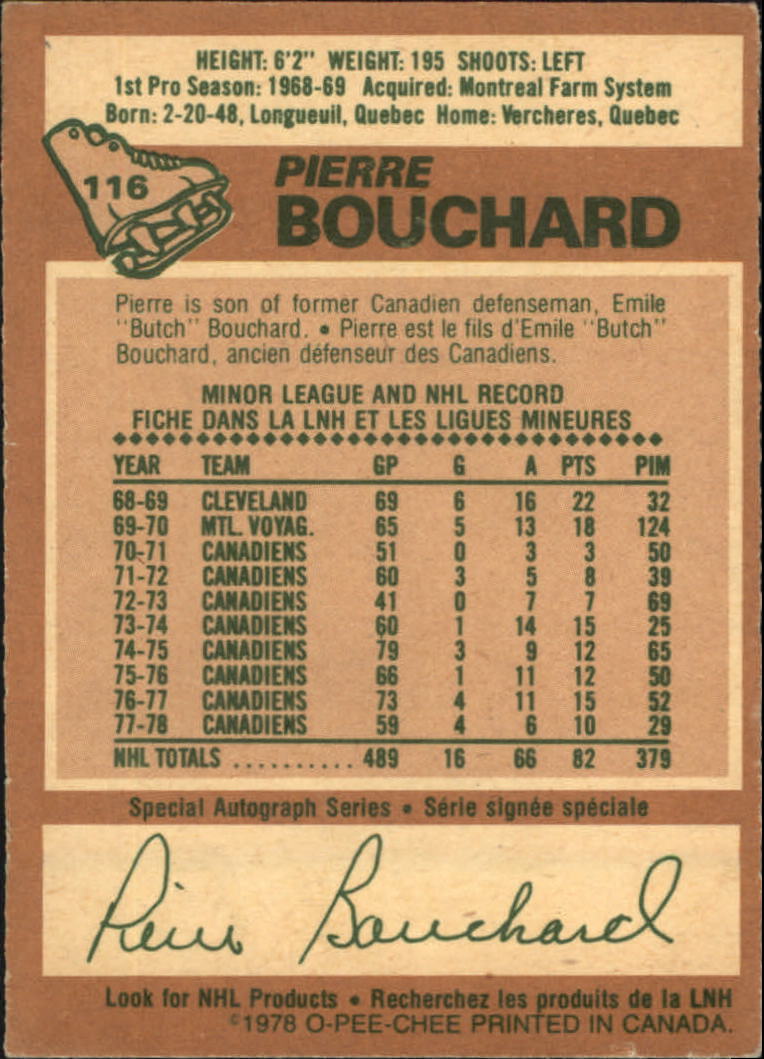 HEIGHT: 6'2" WEIGHT: 195 SHOOTS: LEFT
1st Pro Season: 1968-69 Acquired: Montreal Farm System
Born: 2-20-48, Longueuil, Quebec Home: Vercheres, Quebec
116
PIERRE
BOUCHARD
Pierre is son of former Canadien defenseman, Emile
"Butch" Bouchard. • Pierre est le fils d'Emile "Butch"
Bouchard, ancien défenseur des Canadiens.
MINOR LEAGUE AND NHL RECORD
FICHE DANS LA LNH ET LES LIGUES MINEURES
YEAR TEAM GP G A PTS PIM
68-69 CLEVELAND 69 6 16 22 32
69-70 MTL. VOYAG. 65 5 13 18 124
70-71 CANADIENS 51 0 3 3 50
71-72 CANADIENS 60 3 5 8 39
72-73 CANADIENS 41 0 7 7 69
73-74 CANADIENS 60 1 14 15 25
74-75 CANADIENS 79 3 9 12 65
75-76 CANADIENS 66 1 11 12 50
76-77 CANADIENS 73 4 11 15 52
77-78 CANADIENS 59 4 6 10 29
NHL TOTALS .......... 489 16 66 82 379
Special Autograph Series • Série signée spéciale
Pierre Bouchard
Look for NHL Products • Recherchez les produits de la LNH
©1978 O-PEE-CHEE PRINTED IN CANADA.